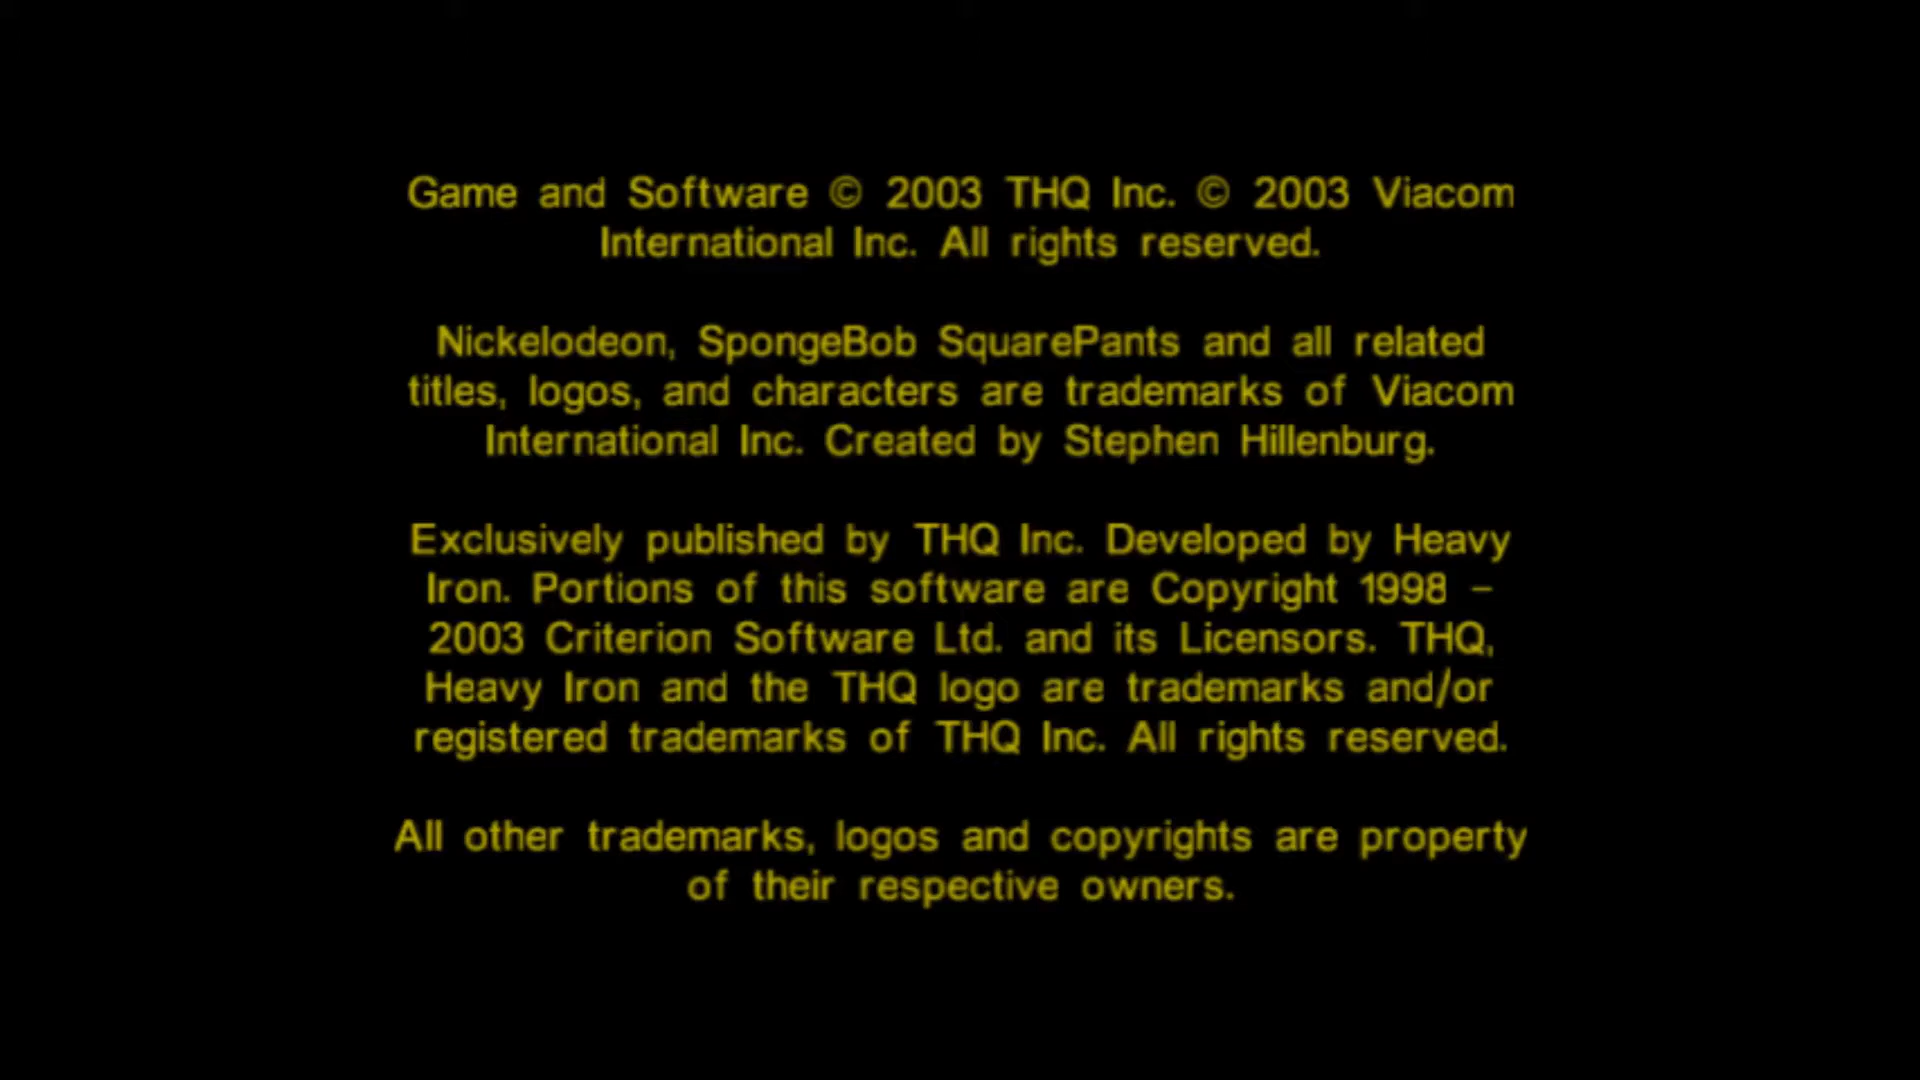 Game and Software © 2003 THQ Inc. © 2003 Viacom
International Inc. All rights reserved.
Nickelodeon, SpongeBob SquarePants and all related
titles, logos, and characters are trademarks of Viacom
International Inc. Created by Stephen Hillenburg.
Exclusively published by THQ Inc. Developed by Heavy
Iron. Portions of this software are Copyright 1998 -
2003 Criterion Software Ltd. and its Licensors. THQ,
Heavy Iron and the THQ logo are trademarks and/or
registered trademarks of THQ Inc. All rights reserved.
All other trademarks, logos and copyrights are property
of their respective owners.